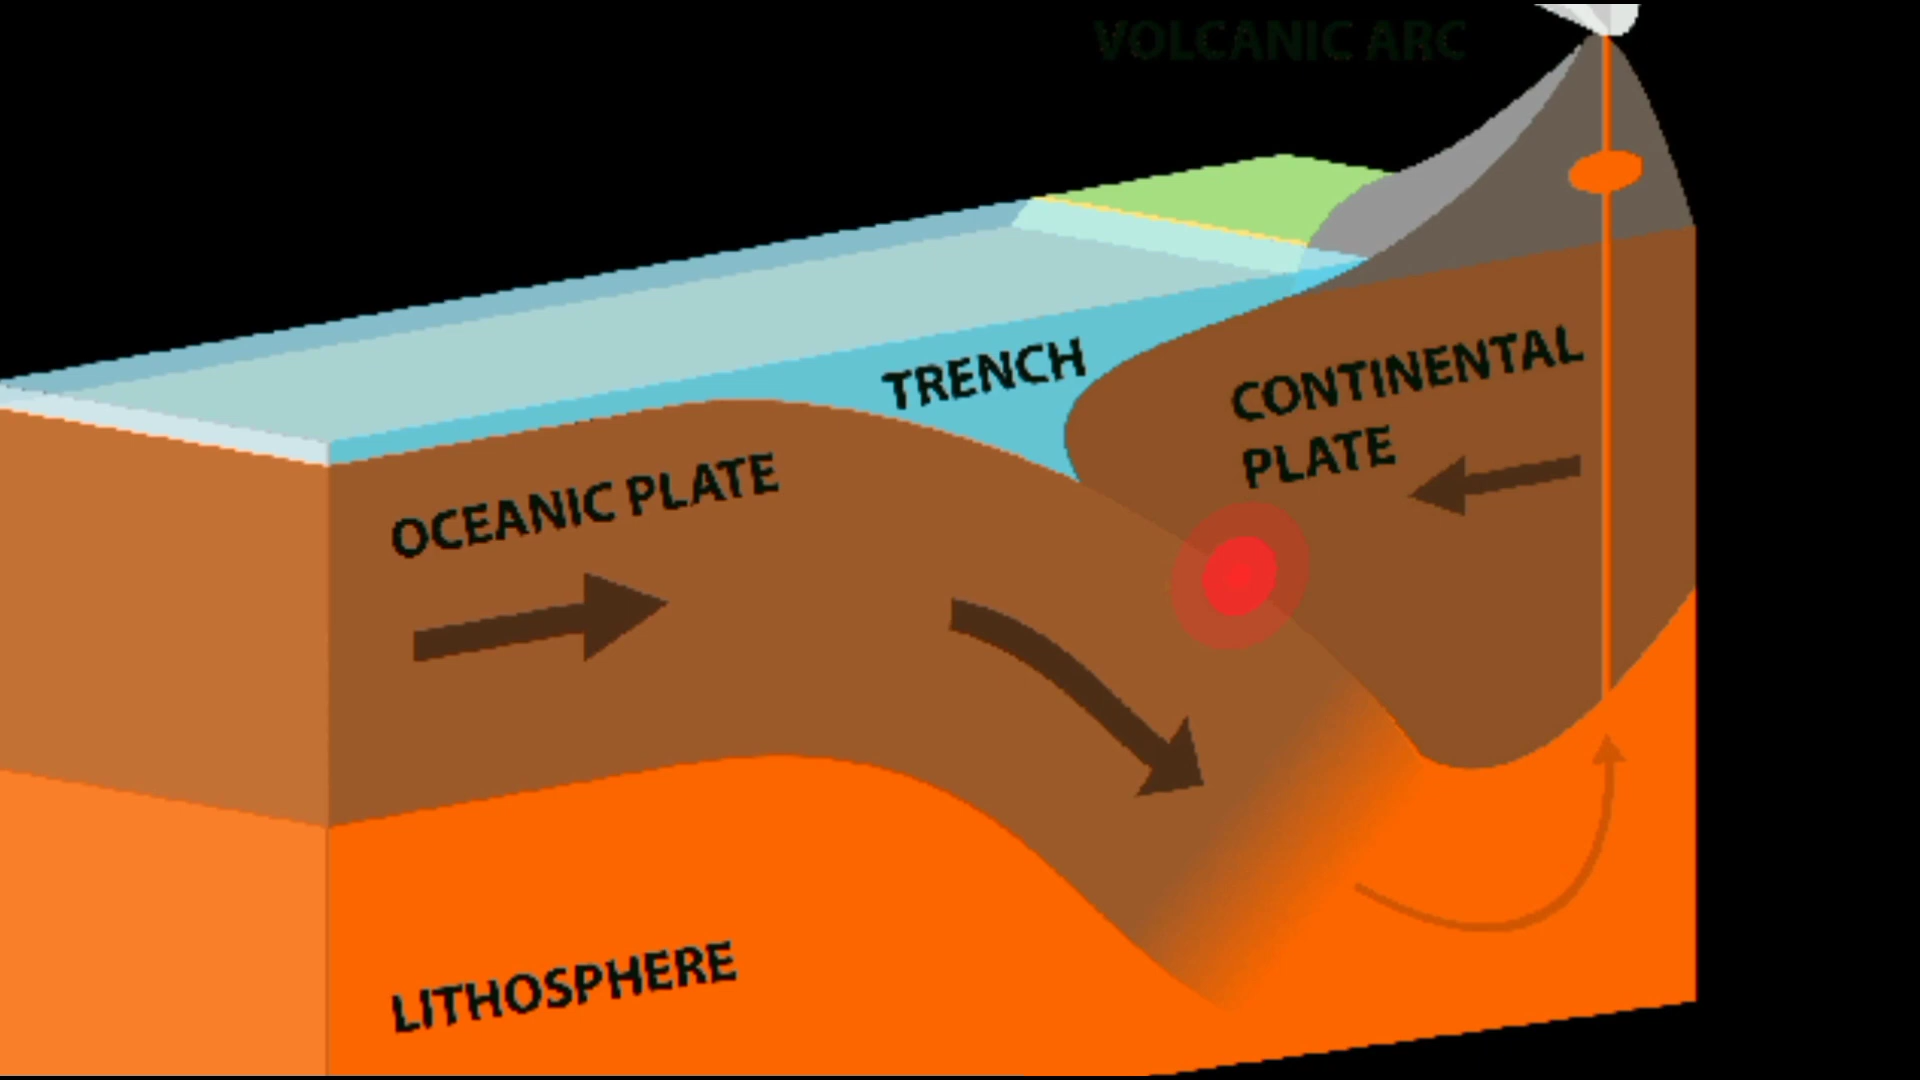 VOLCANIC ARC
TRENCH
CONTINENTAL
PLATE
OCEANIC PLATE
LITHOSPHERE